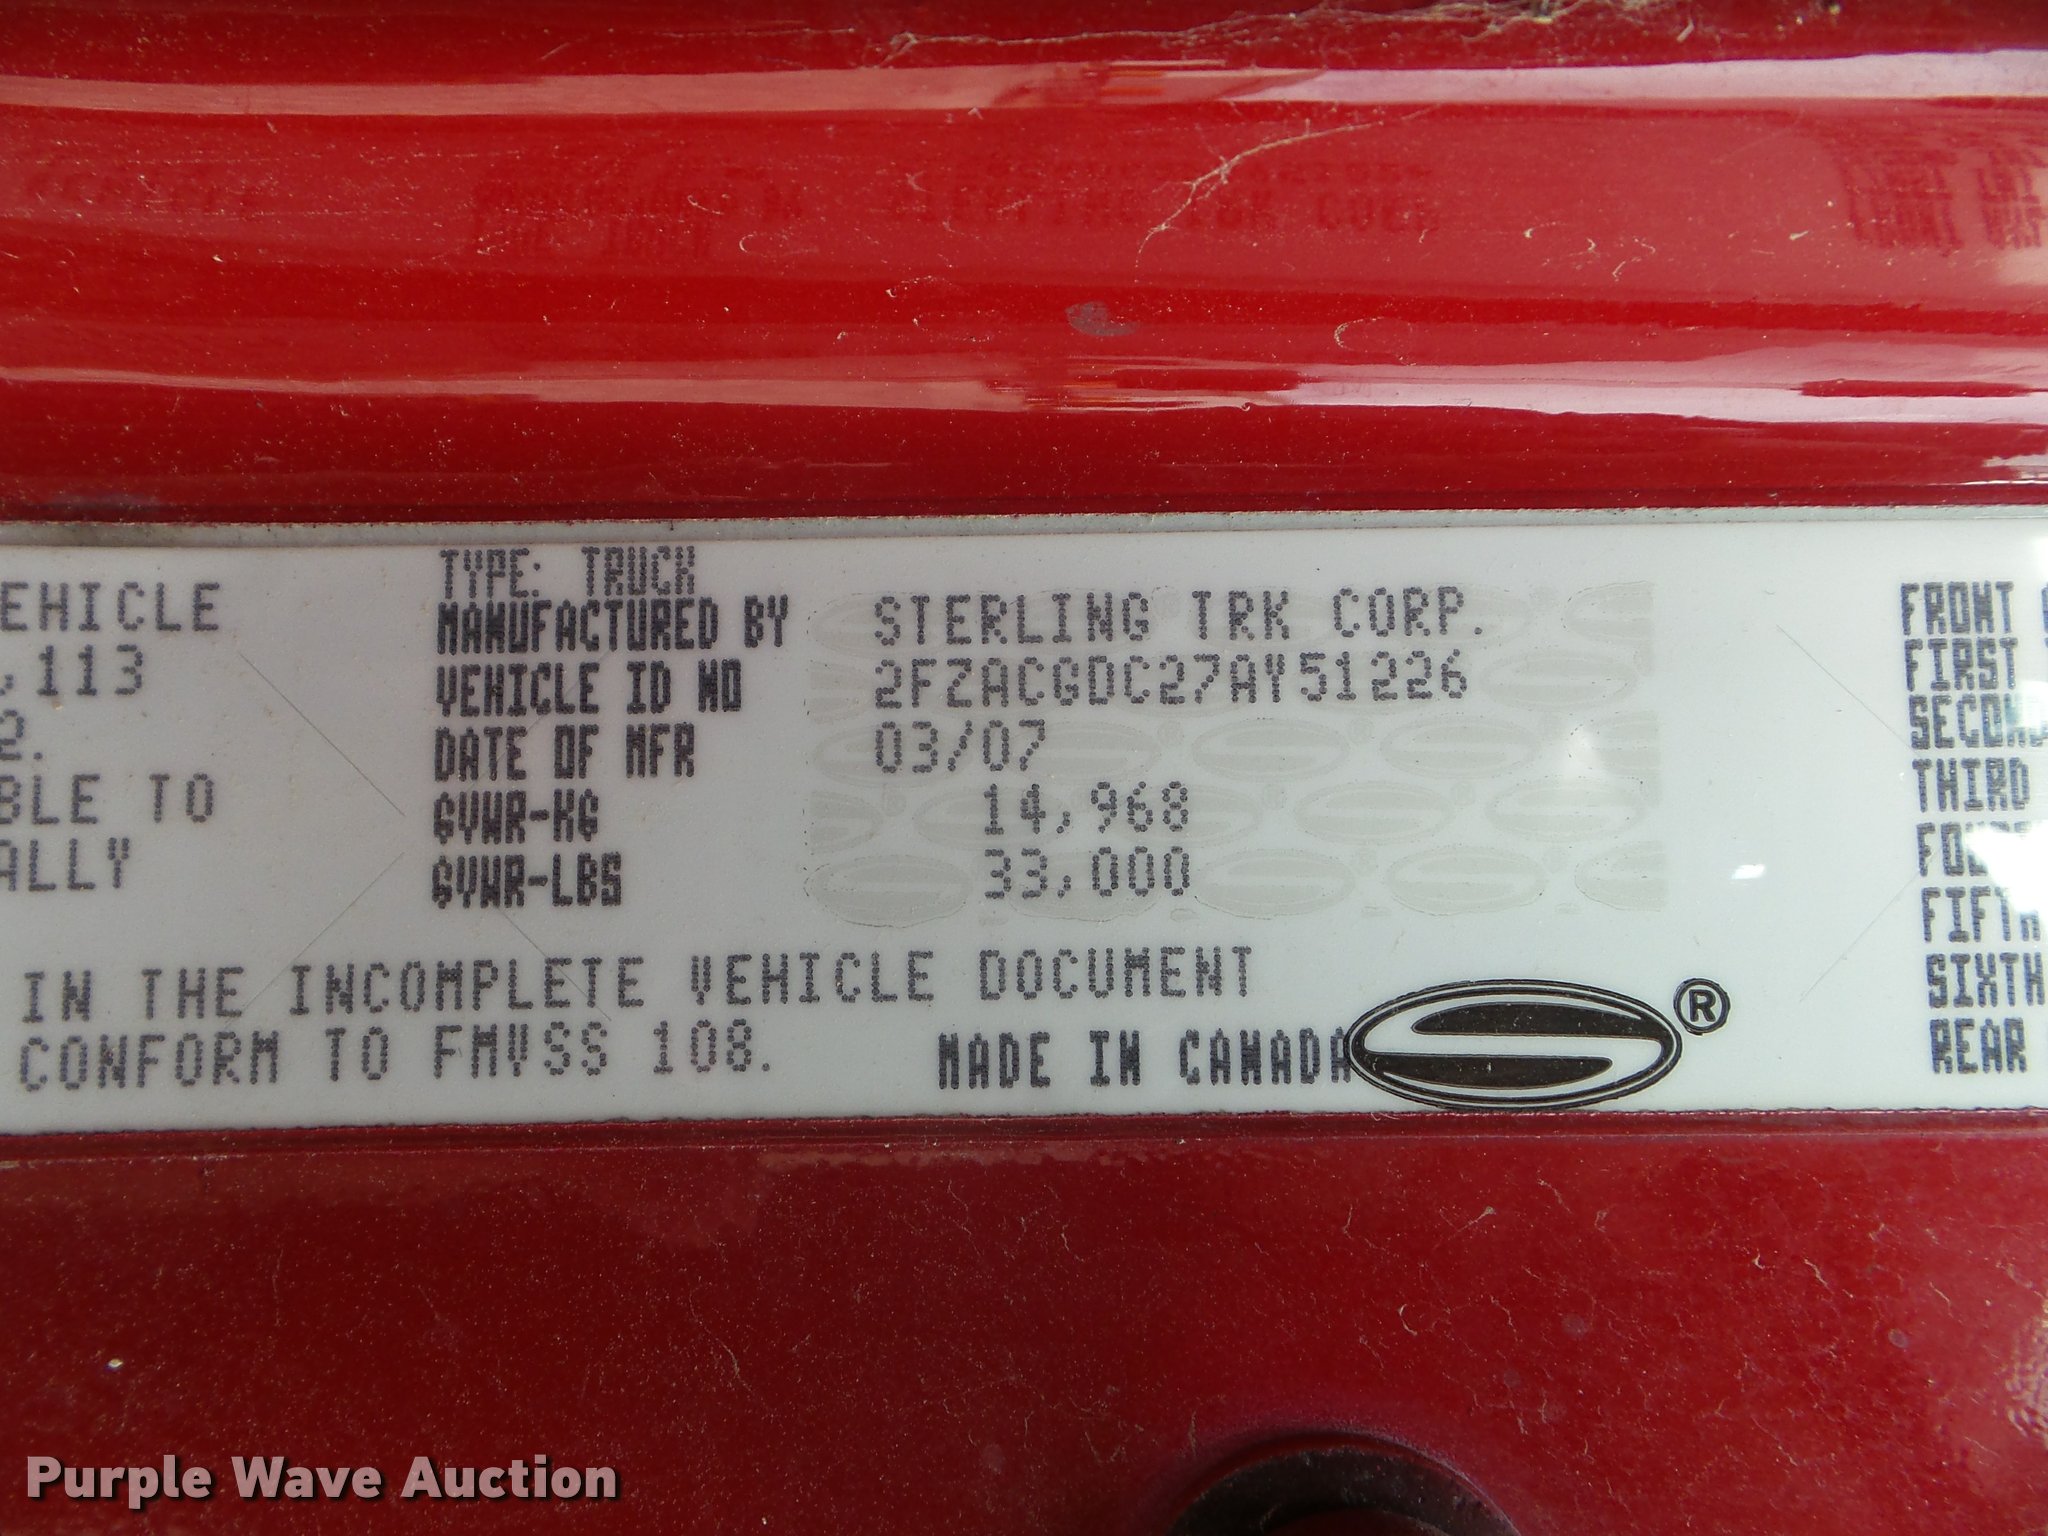 EHICLE
113
2.
BLE TO
ALLY
TYPE: TRUCK
MANUFACTURED BY STERLING TRK CORP.
VEHICLE ID NO 2FZACGDC27AY51226
DATE OF MFR 03/07
GVWR-KG 14,968
GVWR-LBS 33,000
IN THE INCOMPLETE VEHICLE DOCUMENT
CONFORM TO FMVSS 108.
MADE IN CANADA
®
FRONT
FIRST
SECOND
THIRD
FIFTH
SIXTH
REAR
Purple Wave Auction